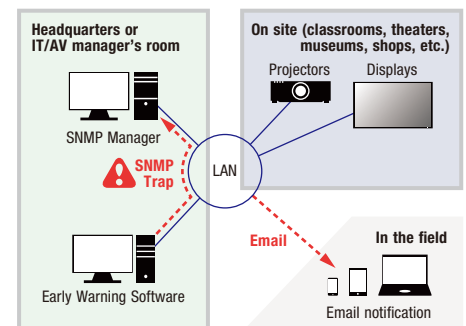 Headquarters or
IT/AV manager's room
SNMP Manager
SNMP
Trap
Early Warning Software
LAN
On site (classrooms, theaters,
museums, shops, etc.)
Projectors
Displays
Email
In the field
Email notification